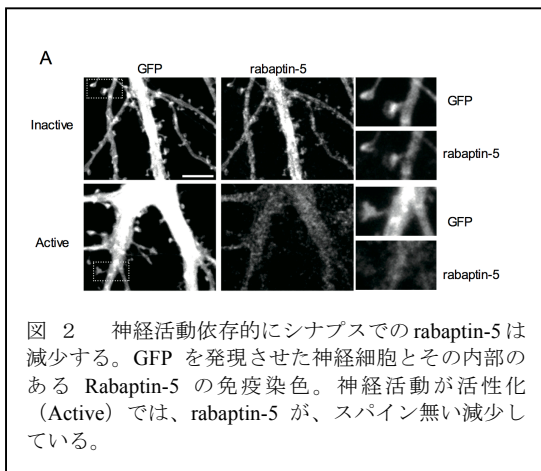 A
GFP rabaptin-5
Inactive
GFP
rabaptin-5
Active
GFP
rabaptin-5
図 2 神経活動依存的にシナプスでの rabaptin-5 は
減少する。GFP を発現させた神経細胞とその内部の
ある Rabaptin-5 の免疫染色。神経活動が活性化
(Active)では、rabaptin-5 が、スパイン無い減少し
ている。